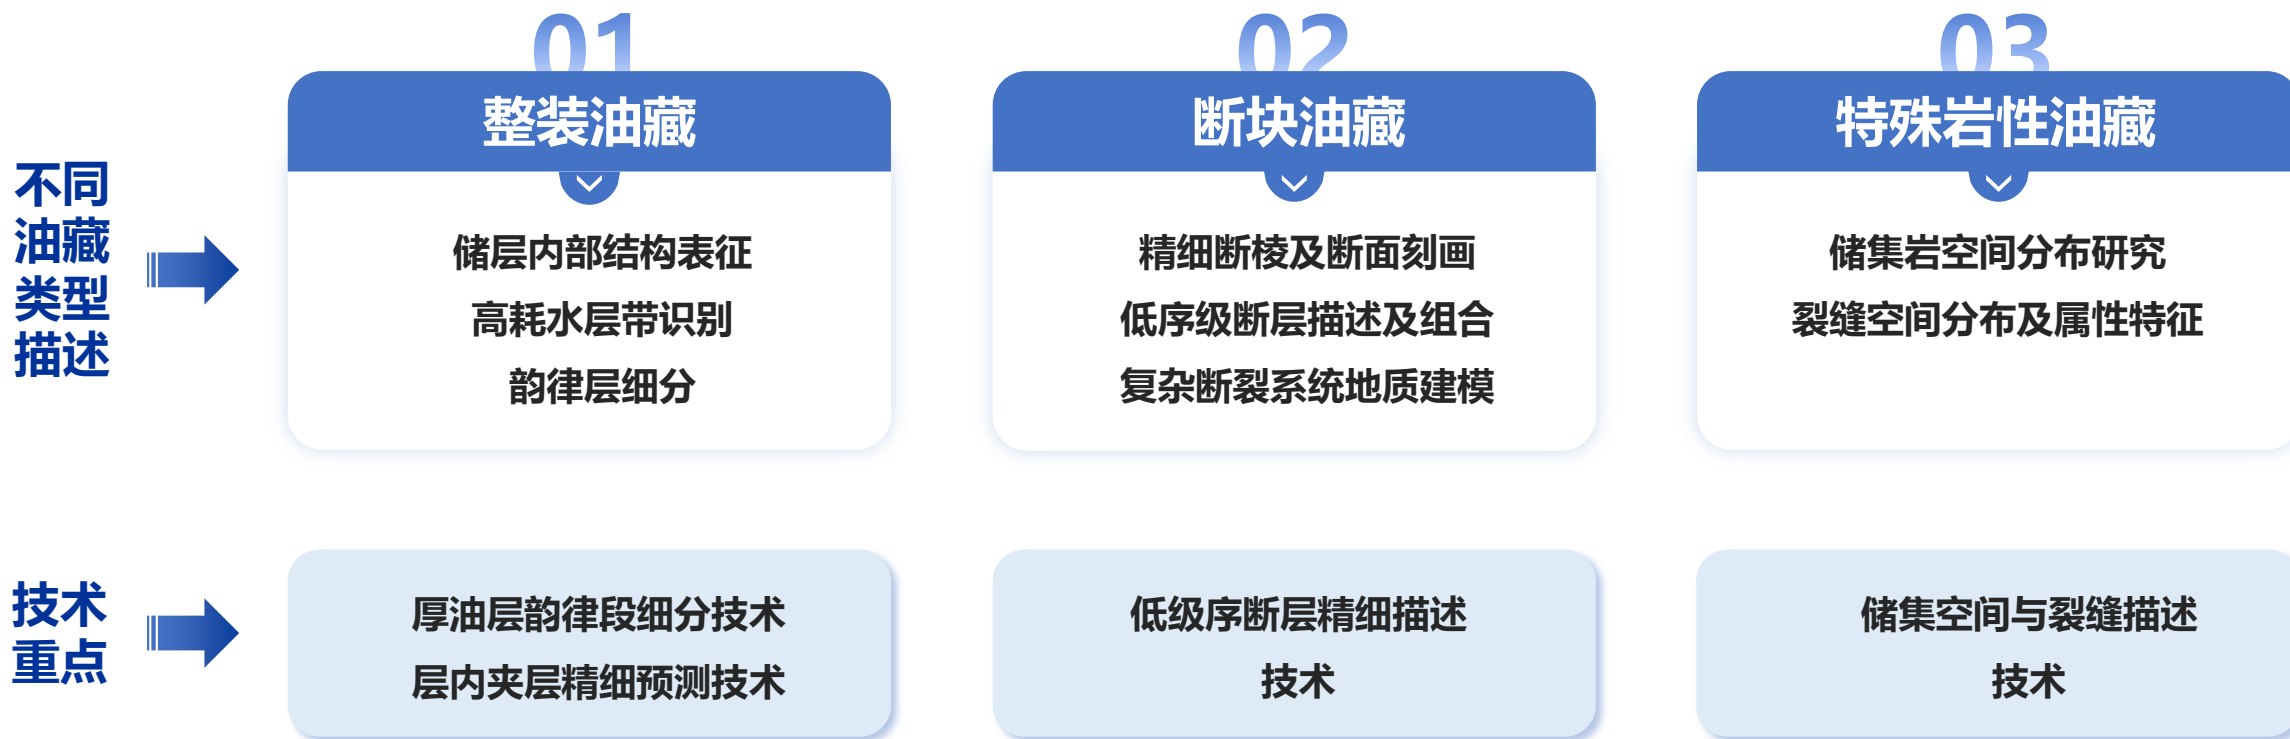 01
02
03
整装油藏
断块油藏
特殊岩性油藏
不同
油藏
类型
描述
储层内部结构表征
高耗水层带识别
韵律层细分
精细断棱及断面刻画
低序级断层描述及组合
复杂断裂系统地质建模
储集岩空间分布研究
裂缝空间分布及属性特征
技术
重点
厚油层韵律段细分技术
层内夹层精细预测技术
低级序断层精细描述
技术
储集空间与裂缝描述
技术